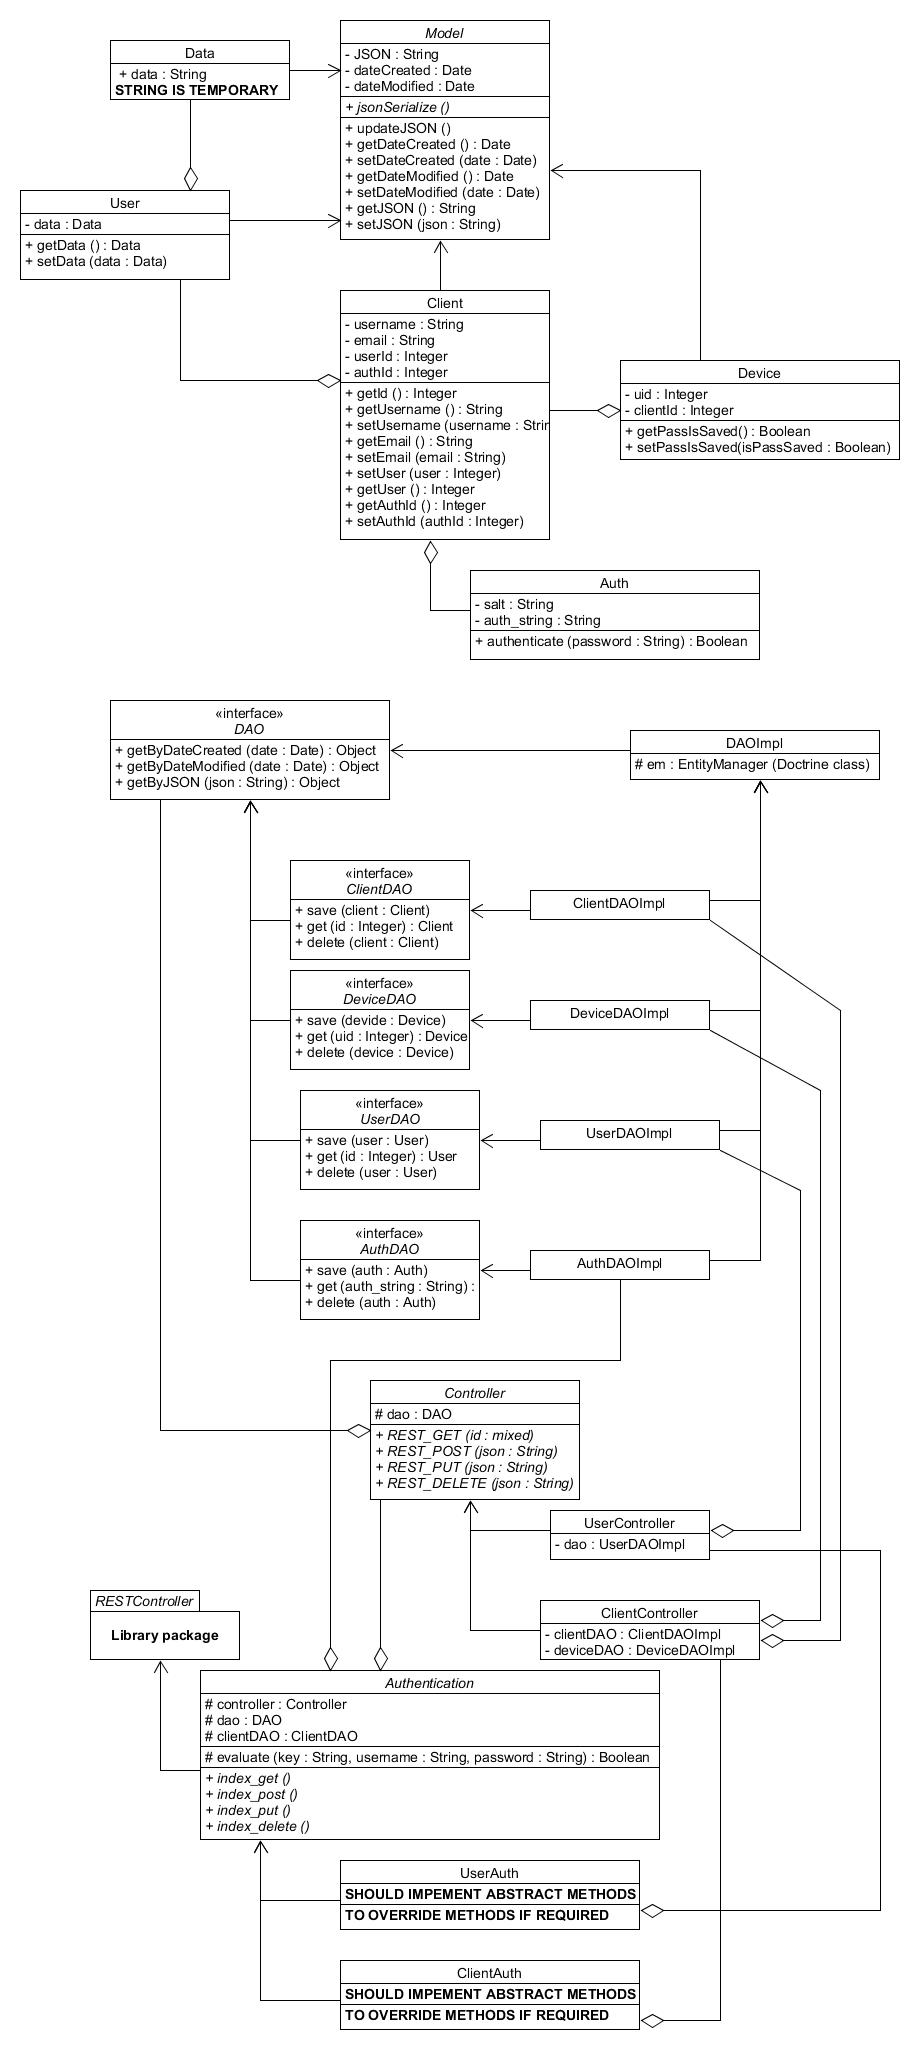 Model
- JSON : String
- dateCreated : Date
- dateModified : Date
+ jsonSerialize ()
+ updateJSON ()
+ getDateCreated () : Date
+ setDateCreated (date : Date)
+ getDateModified () : Date
+ setDateModified (date : Date)
+ getJSON () : String
+ setJSON (json : String)
Data
+ data : String
STRING IS TEMPORARY
User
- data : Data
+ getData () : Data
+ setData (data : Data)
Client
- username : String
- email : String
- userId : Integer
- authId : Integer
+ getId () : Integer
+ getUsername () : String
+ setUsername (username : Strir
+ getEmail () : String
+ setEmail (email : String)
+ setUser (user : Integer)
+ getUser () : Integer
+ getAuthId () : Integer
+ setAuthId (authId : Integer)
Device
- uid : Integer
- clientId : Integer
+ getPassIsSaved() : Boolean
+ setPassIsSaved(isPassSaved : Boolean)
Auth
- salt : String
- auth_string : String
+ authenticate (password : String) : Boolean
«interface»
DAO
+ getByDateCreated (date : Date) : Object
+ getByDateModified (date : Date) : Object
+ getByJSON (json : String) : Object
DAOImpl
# em : EntityManager (Doctrine class)
«interface»
ClientDAO
+ save (client : Client)
+ get (id : Integer) : Client
+ delete (client : Client)
ClientDAOImpl
«interface»
DeviceDAO
+ save (devide : Device)
+ get (uid : Integer) : Device
+ delete (device : Device)
DeviceDAOImpl
«interface»
UserDAO
+ save (user : User)
+ get (id : Integer) : User
+ delete (user : User)
UserDAOImpl
«interface»
AuthDAO
+ save (auth : Auth)
+ get (auth_string : String) :
+ delete (auth : Auth)
AuthDAOImpl
Controller
# dao : DAO
+ REST_GET (id : mixed)
+ REST_POST (json : String)
+ REST_PUT (json : String)
+ REST_DELETE (json : String)
UserController
- dao : UserDAOImpl
RESTController
Library package
ClientController
- clientDAO : ClientDAOImpl
- deviceDAO : DeviceDAOImpl
Authentication
# controller : Controller
# dao : DAO
# clientDAO : ClientDAO
# evaluate (key : String, username : String, password : String) : Boolean
+ index_get ()
+ index_post ()
+ index_put ()
+ index_delete ()
UserAuth
SHOULD IMPEMENT ABSTRACT METHODS
TO OVERRIDE METHODS IF REQUIRED
ClientAuth
SHOULD IMPEMENT ABSTRACT METHODS
TO OVERRIDE METHODS IF REQUIRED